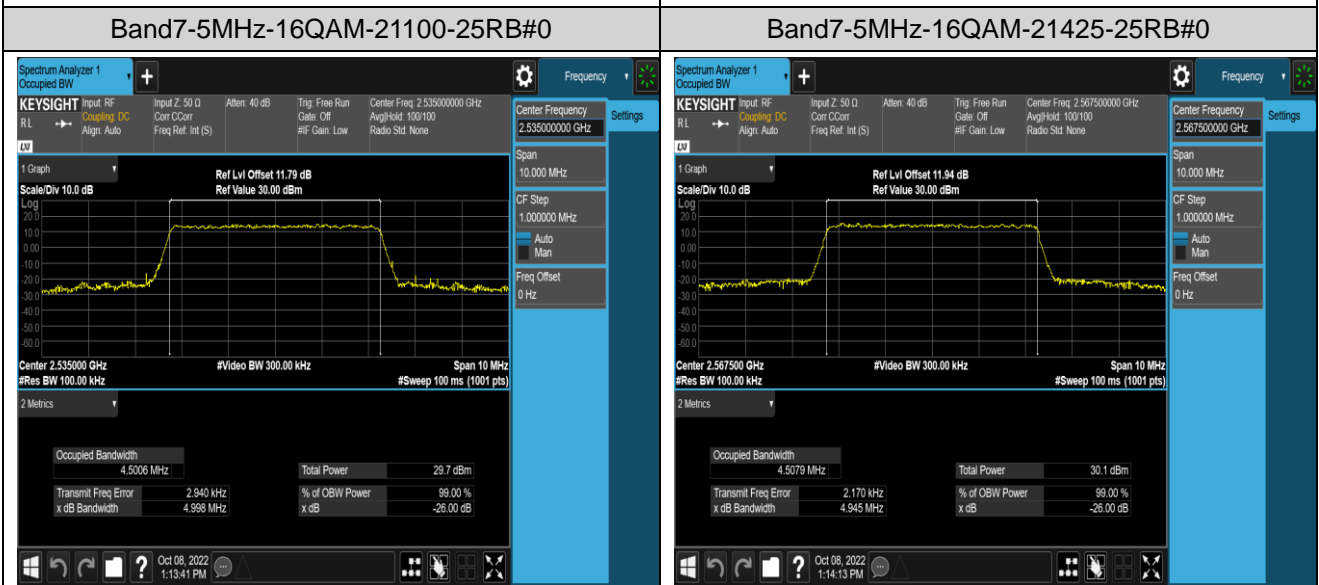 Band7-5MHz-16QAM-21100-25RB#0
Spectrum Analyzer 1
Occupied BW
+
Frequency
KEYSIGHT
RL
LXI
Input: RF
Coupling: DC
Align: Auto
Input Z: 50 Ω
Corr CCorr
Freq Ref: Int (S)
Atten: 40 dB
Trig: Free Run
Gate: Off
#IF Gain: Low
Center Freq: 2.535000000 GHz
Avg|Hold: 100/100
Radio Std: None
Center Frequency
2.535000000 GHz
Settings
Span
10.000 MHz
CF Step
1.000000 MHz
Auto
Man
Freq Offset
0 Hz
1 Graph
Scale/Div 10.0 dB
Ref Lvl Offset 11.79 dB
Ref Value 30.00 dBm
Log
20.0
10.0
0.00
-10.0
-20.0
-30.0
-40.0
-50.0
-60.0
Center 2.535000 GHz
#Video BW 300.00 kHz
Span 10 MHz
#Res BW 100.00 kHz
#Sweep 100 ms (1001 pts)
2 Metrics
Occupied Bandwidth
4.5006 MHz
Total Power 29.7 dBm
Transmit Freq Error 2.940 kHz
% of OBW Power 99.00 %
x dB Bandwidth 4.998 MHz
x dB -26.00 dB
?
Oct 08, 2022
1:13:41 PM
Band7-5MHz-16QAM-21425-25RB#0
Spectrum Analyzer 1
Occupied BW
+
Frequency
KEYSIGHT
RL
LXI
Input: RF
Coupling: DC
Align: Auto
Input Z: 50 Ω
Corr CCorr
Freq Ref: Int (S)
Atten: 40 dB
Trig: Free Run
Gate: Off
#IF Gain: Low
Center Freq: 2.567500000 GHz
Avg|Hold: 100/100
Radio Std: None
Center Frequency
2.567500000 GHz
Settings
Span
10.000 MHz
CF Step
1.000000 MHz
Auto
Man
Freq Offset
0 Hz
1 Graph
Scale/Div 10.0 dB
Ref Lvl Offset 11.94 dB
Ref Value 30.00 dBm
Log
20.0
10.0
0.00
-10.0
-20.0
-30.0
-40.0
-50.0
-60.0
Center 2.567500 GHz
#Video BW 300.00 kHz
Span 10 MHz
#Res BW 100.00 kHz
#Sweep 100 ms (1001 pts)
2 Metrics
Occupied Bandwidth
4.5079 MHz
Total Power 30.1 dBm
Transmit Freq Error 2.170 kHz
% of OBW Power 99.00 %
x dB Bandwidth 4.945 MHz
x dB -26.00 dB
?
Oct 08, 2022
1:14:13 PM